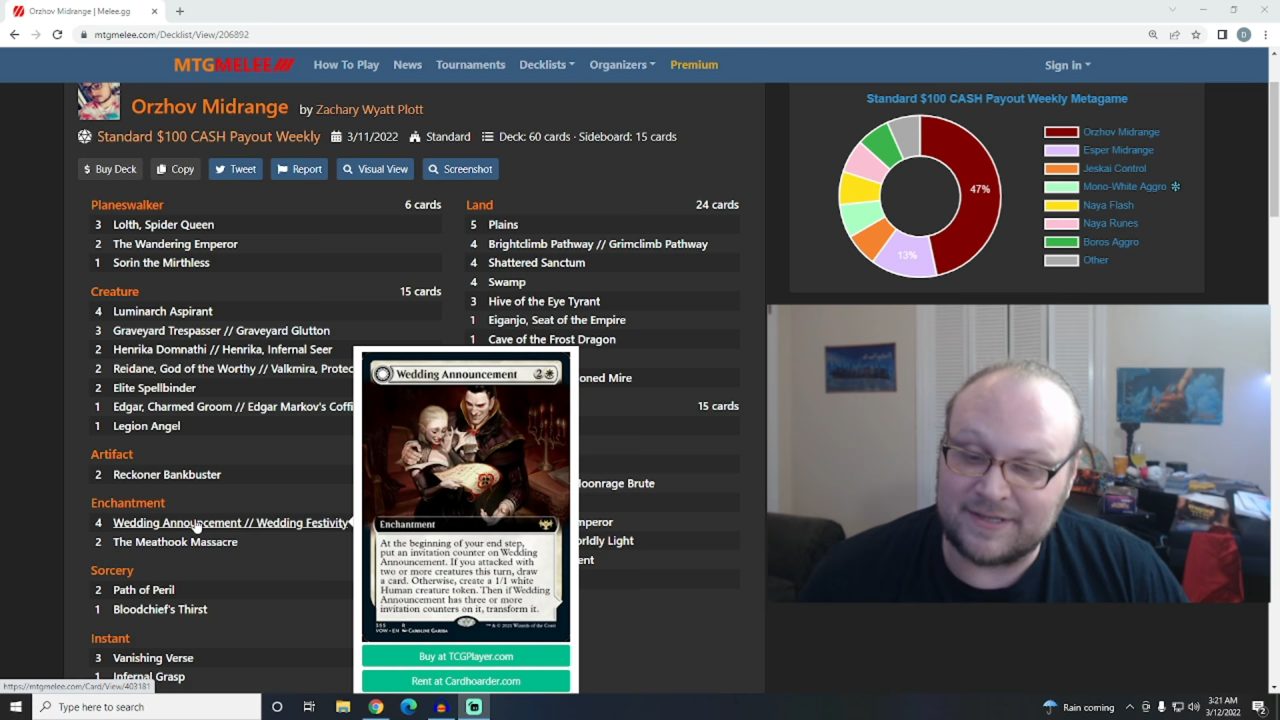 Orzhov Midrange | Melee.gg
mtgmelee.com/Decklist/View/206892
MTGMELEE
How To Play
News
Tournaments
Decklists
Organizers
Premium
Sign in
Orzhov Midrange by Zachary Wyatt Plott
Standard $100 CASH Payout Weekly 3/11/2022 Standard Deck: 60 cards · Sideboard: 15 cards
$ Buy Deck
Copy
Tweet
Report
Visual View
Screenshot
Planeswalker 6 cards
3 Lolth, Spider Queen
2 The Wandering Emperor
1 Sorin the Mirthless
Creature 15 cards
4 Luminarch Aspirant
3 Graveyard Trespasser // Graveyard Glutton
2 Henrika Domnathi // Henrika, Infernal Seer
2 Reidane, God of the Worthy // Valkmira, Protec
2 Elite Spellbinder
1 Edgar, Charmed Groom // Edgar Markov's Coffi
1 Legion Angel
Artifact
2 Reckoner Bankbuster
Enchantment
4 Wedding Announcement // Wedding Festivity
2 The Meathook Massacre
Sorcery
2 Path of Peril
1 Bloodchief's Thirst
Instant
3 Vanishing Verse
1 Infernal Grasp
Land 24 cards
5 Plains
4 Brightclimb Pathway // Grimclimb Pathway
4 Shattered Sanctum
4 Swamp
3 Hive of the Eye Tyrant
1 Eiganjo, Seat of the Empire
1 Cave of the Frost Dragon
oned Mire
15 cards
oonrage Brute
mperor
orldly Light
ent
Wedding Announcement 2
Enchantment
At the beginning of your end step,
put an invitation counter on Wedding
Announcement. If you attacked with
two or more creatures this turn, draw
a card. Otherwise, create a 1/1 white
Human creature token. Then if Wedding
Announcement has three or more
invitation counters on it, transform it.
Buy at TCGPlayer.com
Rent at Cardhoarder.com
Standard $100 CASH Payout Weekly Metagame
47%
13%
Orzhov Midrange
Esper Midrange
Jeskai Control
Mono-White Aggro
Naya Flash
Naya Runes
Boros Aggro
Other
https://mtgmelee.com/Card/View/403181
Type here to search
Rain coming
3:21 AM
3/12/2022